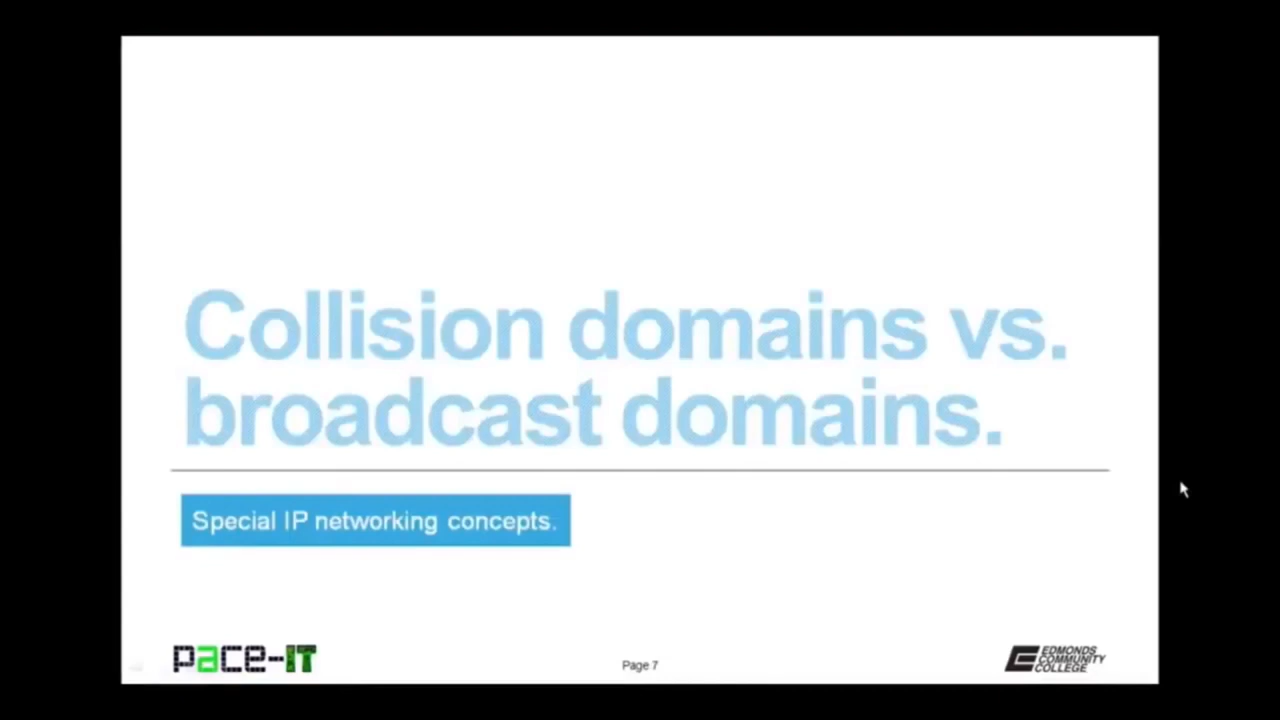 Collision domains vs.
broadcast domains.
Special IP networking concepts.
pace-IT
Page 7
EDMONDS
COMMUNITY
COLLEGE